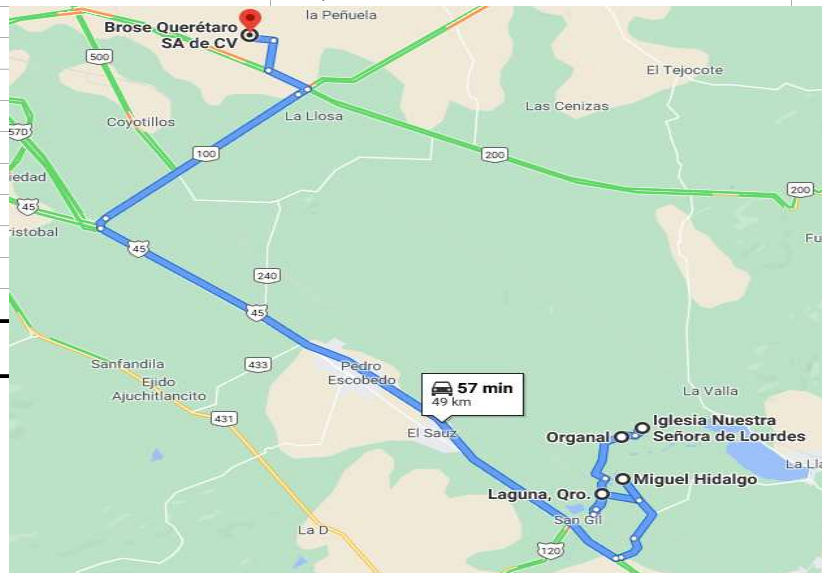 la Peñuela
Brose Querétaro
SA de CV
500
El Tejocote
Las Cenizas
La Llosa
Coyotillos
570
100
200
iedad
200
45
ristobal
45
Fu
240
45
Sanfandila
433
Pedro
Escobedo
Ejido
Ajuchitlancito
57 min
49 km
La Valla
431
El Sauz
Iglesia Nuestra
Señora de Lourdes
Organal
La Lla
Miguel Hidalgo
Laguna, Qro.
San Gil
La D
120